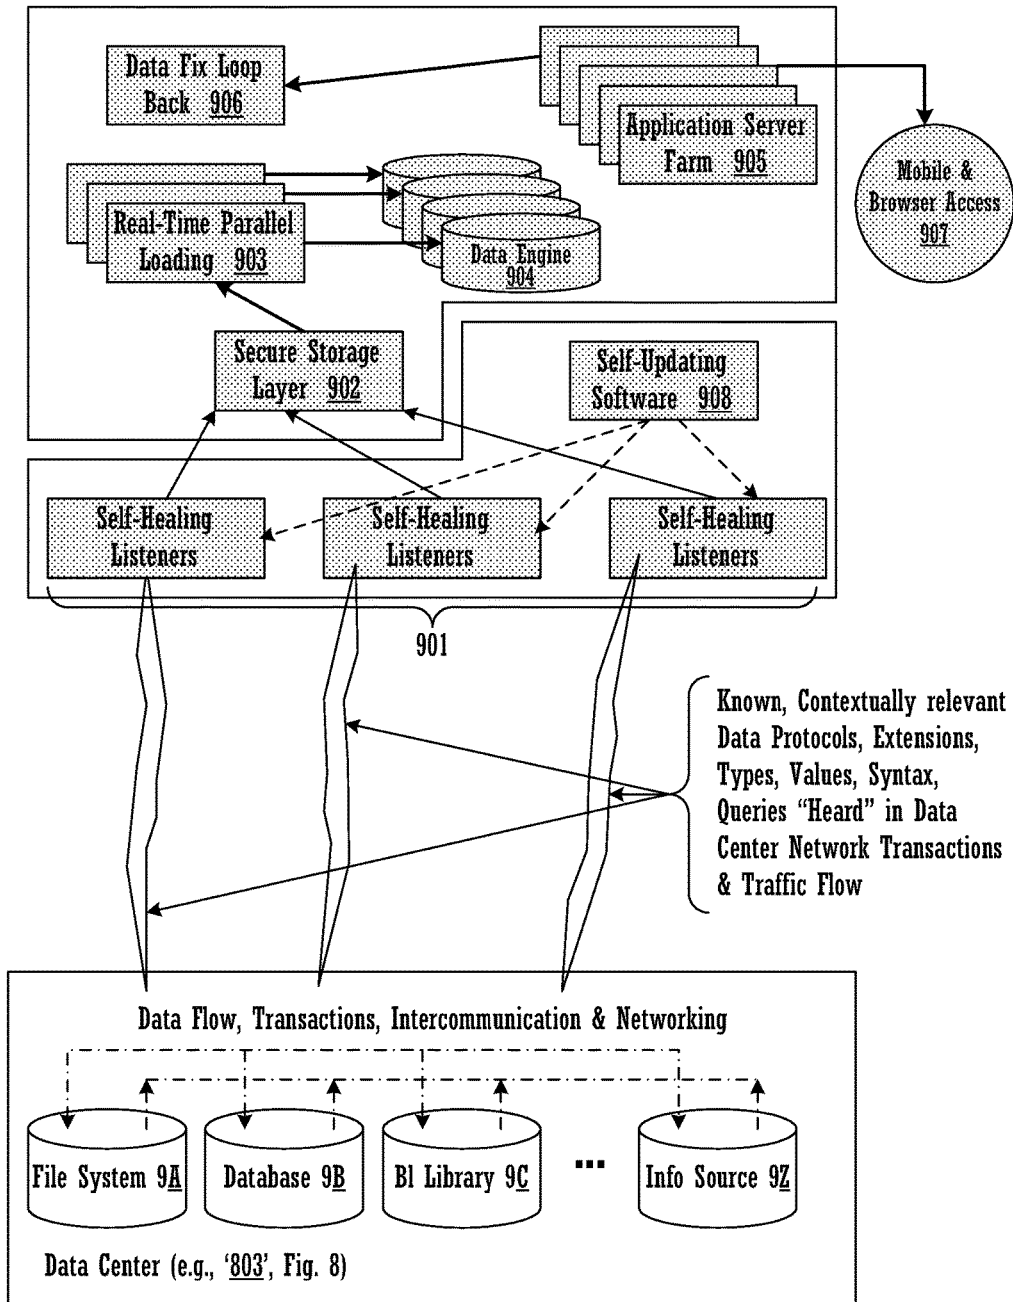 Data Fix Loop
Back 906
Application Server
Farm 905
Mobile &
Browser Access
907
Real-Time Parallel
Loading 903
Data Engine
904
Secure Storage
Layer 902
Self-Updating
Software 908
Self-Healing
Listeners
Self-Healing
Listeners
Self-Healing
Listeners
901
Known, Contextually relevant
Data Protocols, Extensions,
Types, Values, Syntax,
Queries “Heard” in Data
Center Network Transactions
& Traffic Flow
Data Flow, Transactions, Intercommunication & Networking
File System 9A
Database 9B
Bl Library 9C
...
Info Source 9Z
Data Center (e.g., ‘803’, Fig. 8)